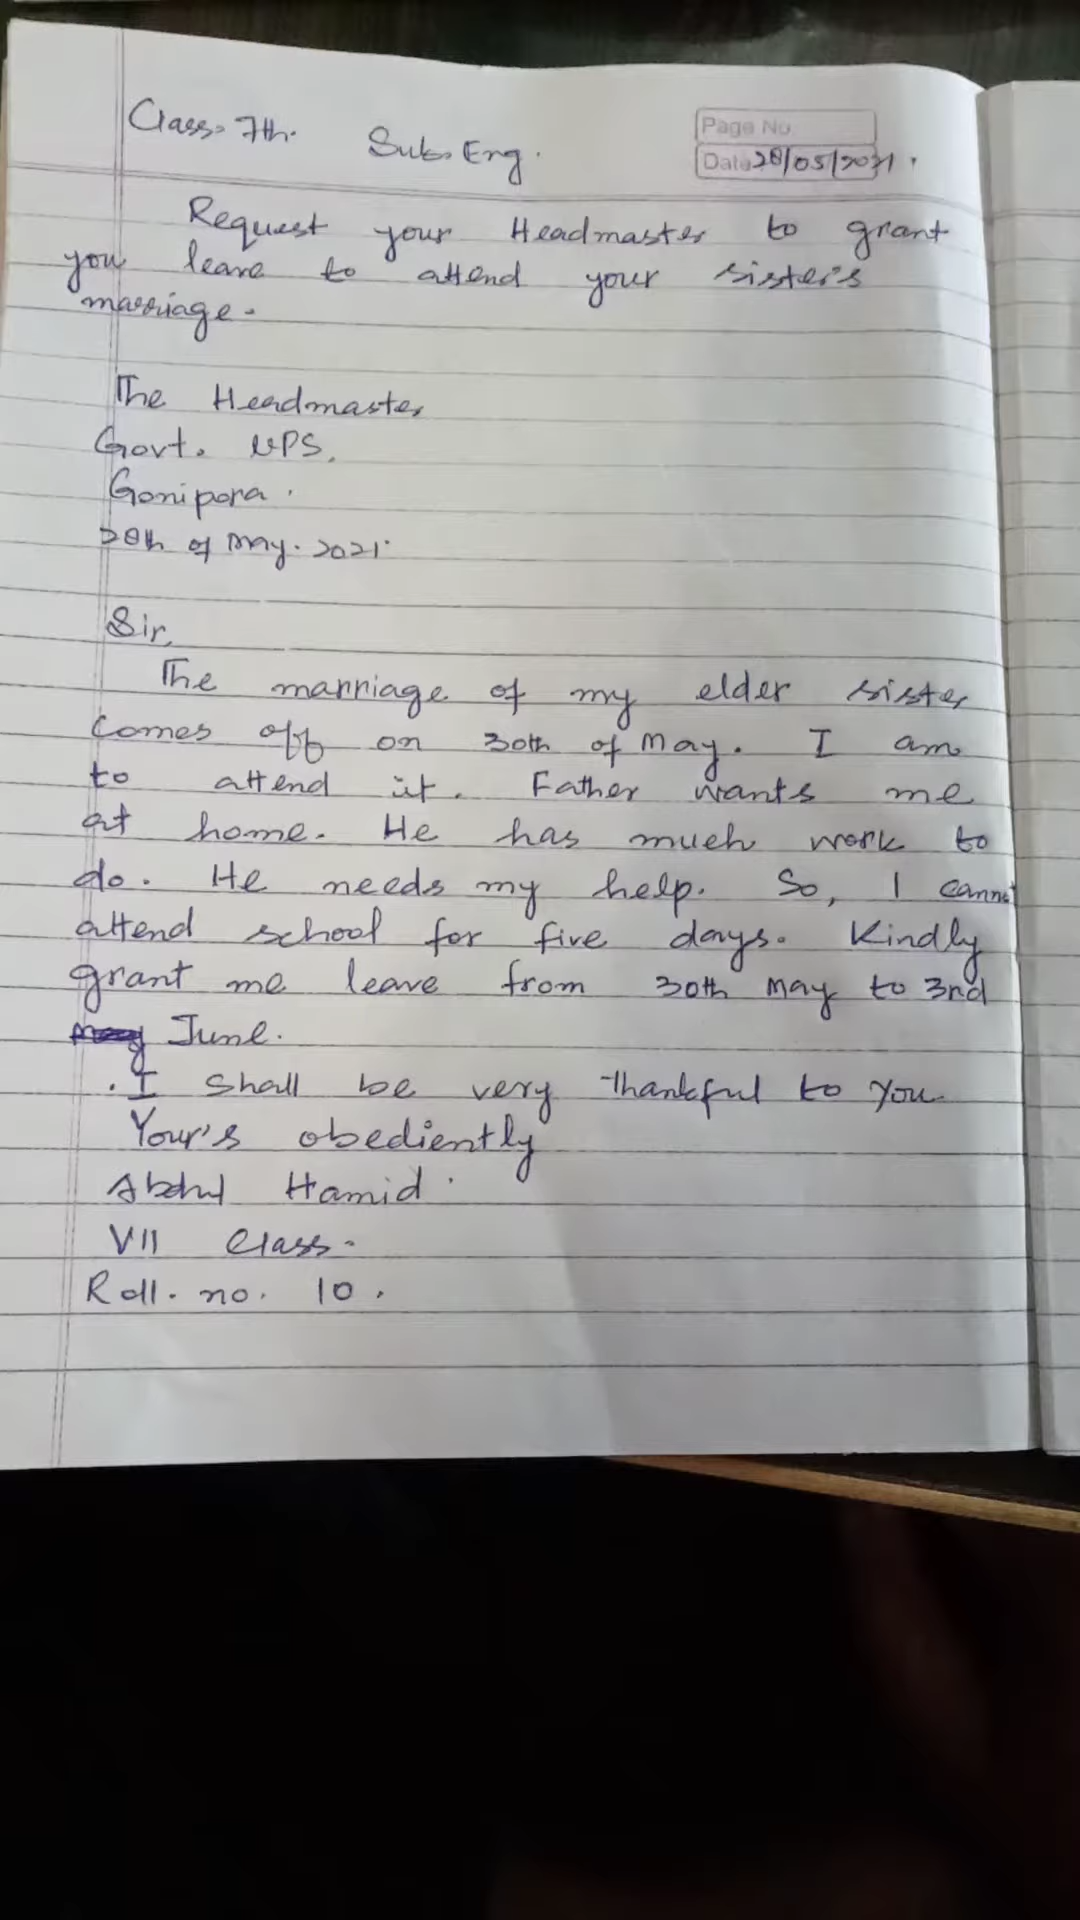 Class: 7th.
Sub: Eng.
Page No.
Date 28/05/2021.
Request your Headmaster to grant
you leave to attend your sister's
marriage.
The Headmaster
Govt. UPS,
Gonipora.
28th of May. 2021.
Sir,
The marriage of my elder sister
comes off on 30th of May. I am
to attend it. Father wants me
at home. He has much work to
do. He needs my help. So, I cannot
attend school for five days. Kindly
grant me leave from 30th May to 3rd
June.
I shall be very thankful to you
Your's obediently
Abdul Hamid.
VII Class.
Roll. no. 10.